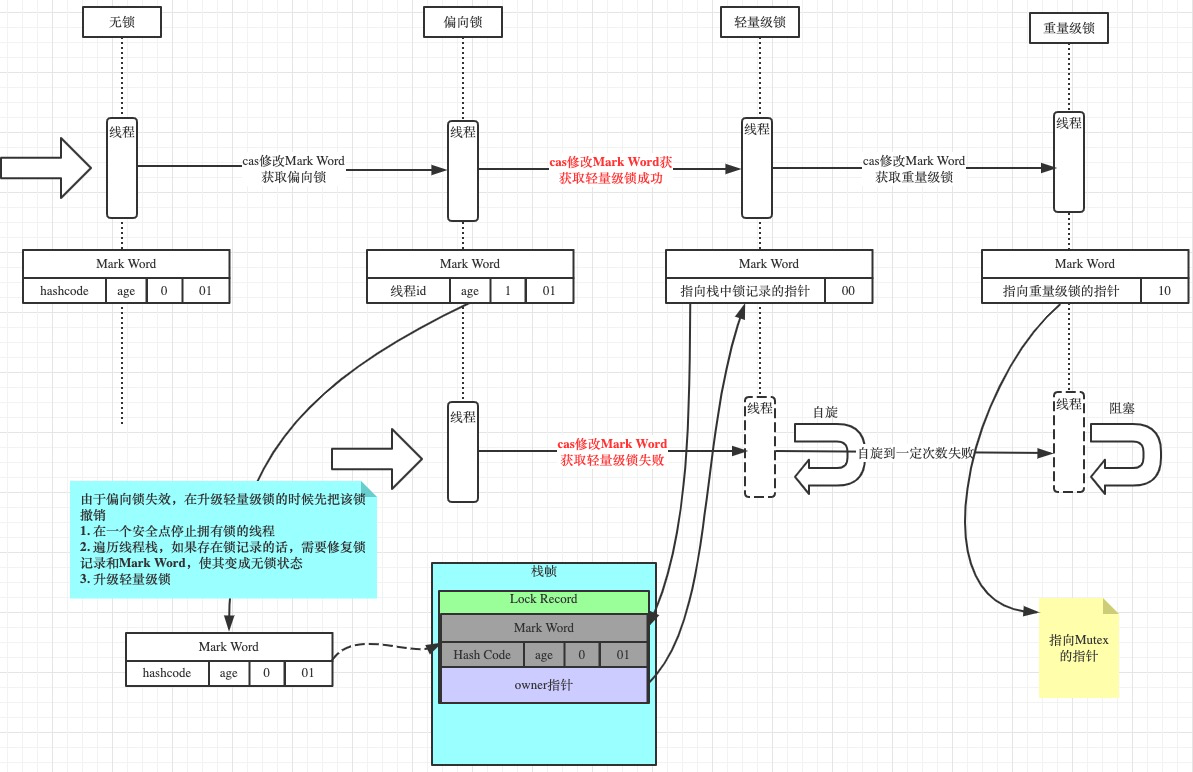 无锁
偏向锁
轻量级锁
重量级锁
线程
线程
线程
线程
cas修改Mark Word
获取偏向锁
cas修改Mark Word获
获取轻量级锁成功
cas修改Mark Word
获取重量级锁
Mark Word
hashcode age 0 01
Mark Word
线程id age 1 01
Mark Word
指向栈中锁记录的指针 00
Mark Word
指向重量级锁的指针 10
线程
线程
自旋
线程
阻塞
cas修改Mark Word
获取轻量级锁失败
自旋到一定次数失败
由于偏向锁失效，在升级轻量级锁的时候先把该锁
撤销
1. 在一个安全点停止拥有锁的线程
2. 遍历线程栈，如果存在锁记录的话，需要修复锁
记录和Mark Word，使其变成无锁状态
3. 升级轻量级锁
Mark Word
hashcode age 0 01
栈帧
Lock Record
Mark Word
Hash Code age 0 01
owner指针
指向Mutex
的指针